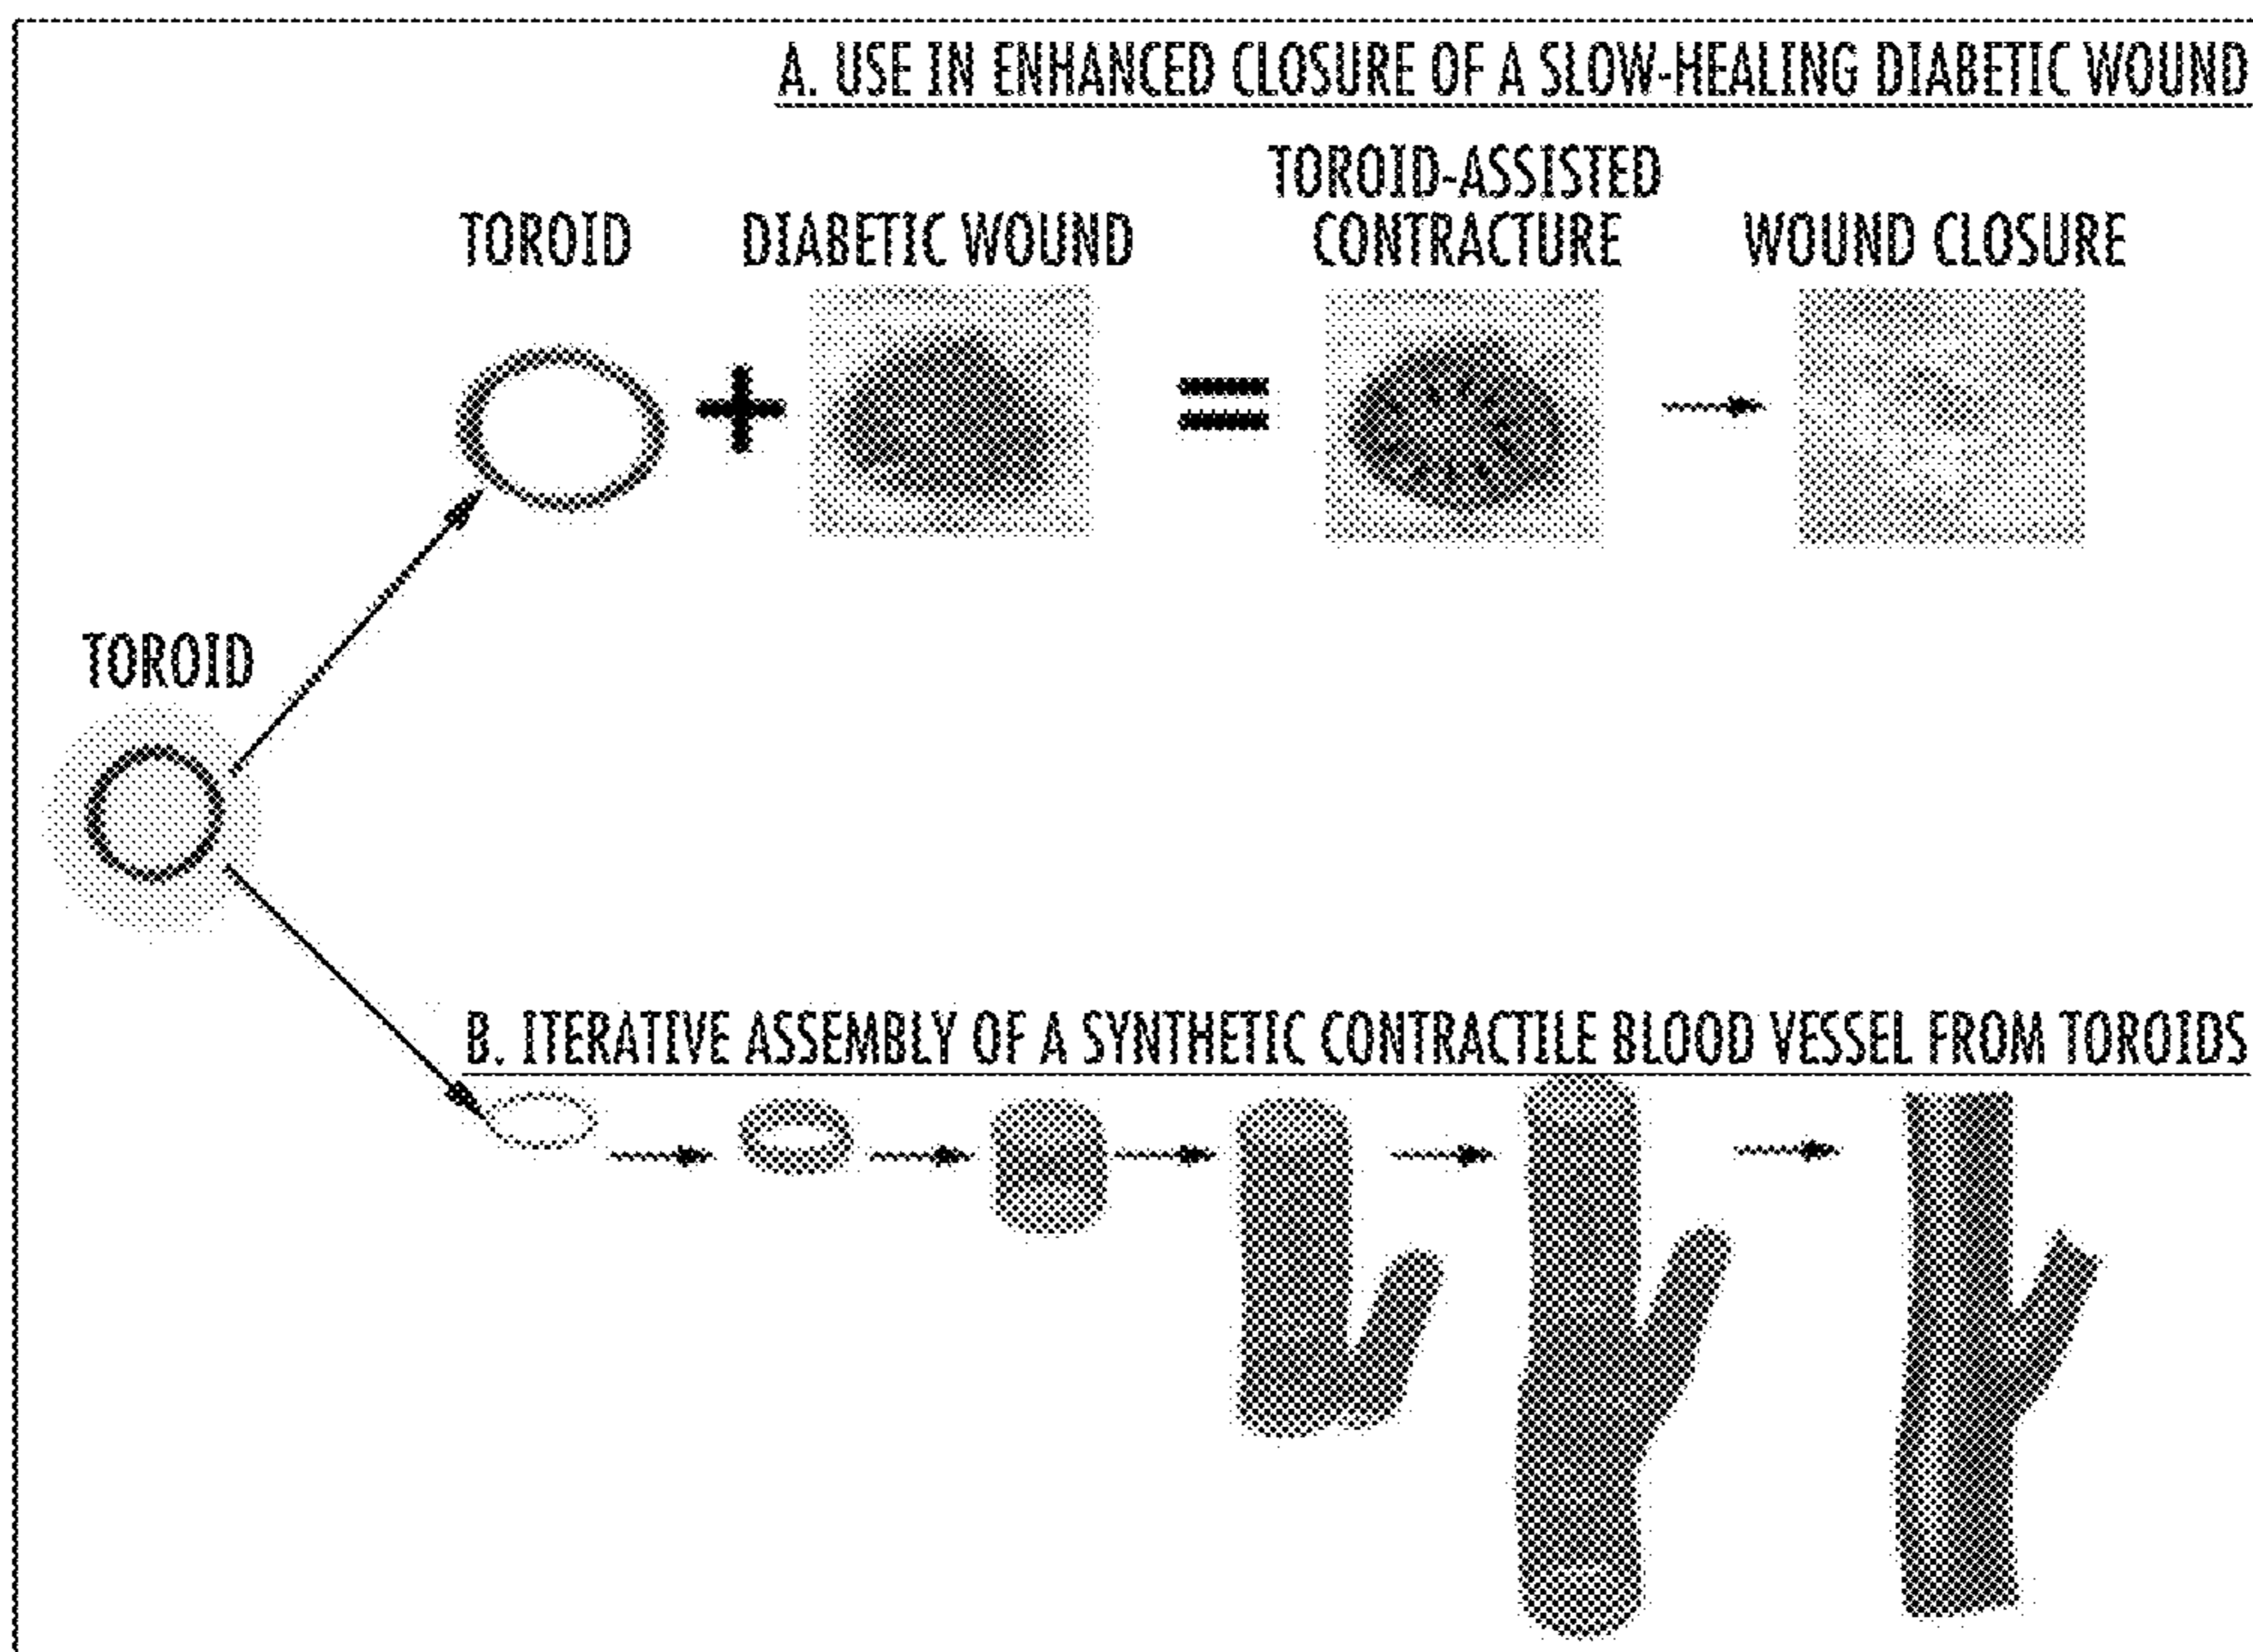 A. USE IN ENHANCED CLOSURE OF A SLOW-HEALING DIABETIC WOUND
TOROID-ASSISTED
TOROID DIABETIC WOUND CONTRACTURE WOUND CLOSURE
TOROID
B. ITERATIVE ASSEMBLY OF A SYNTHETIC CONTRACTILE BLOOD VESSEL FROM TOROIDS